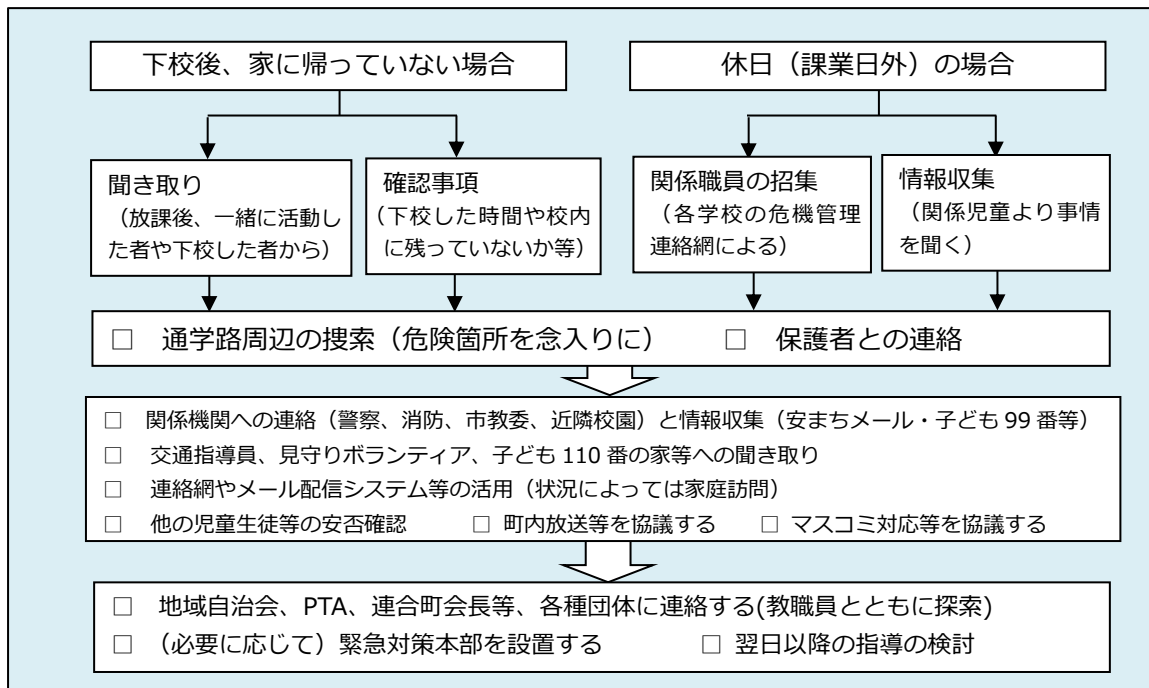 下校後、家に帰っていない場合
休日（課業日外）の場合
聞き取り
（放課後、一緒に活動し
た者や下校した者から）
確認事項
（下校した時間や校内
に残っていないか等）
関係職員の招集
（各学校の危機管理
連絡網による）
情報収集
（関係児童より事情
を聞く）
□ 通学路周辺の捜索（危険箇所を念入りに） □ 保護者との連絡
□ 関係機関への連絡（警察、消防、市教委、近隣校園）と情報収集（安まちメール・子ども 99 番等）
□ 交通指導員、見守りボランティア、子ども 110 番の家等への聞き取り
□ 連絡網やメール配信システム等の活用（状況によっては家庭訪問）
□ 他の児童生徒等の安否確認 □ 町内放送等を協議する □ マスコミ対応等を協議する
□ 地域自治会、PTA、連合町会長等、各種団体に連絡する(教職員とともに探索)
□ （必要に応じて）緊急対策本部を設置する □ 翌日以降の指導の検討